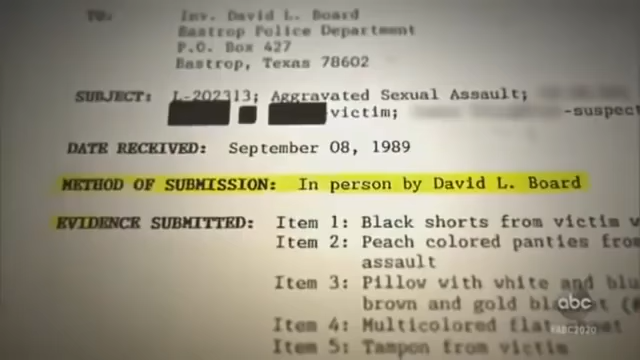 TO: Inv. David L. Board
Bastrop Police Department
P.O. Box 427
Bastrop, Texas 78602
SUBJECT: L-202313; Aggravated Sexual Assault;
victim; -suspect
DATE RECEIVED: September 08, 1989
METHOD OF SUBMISSION: In person by David L. Board
EVIDENCE SUBMITTED: Item 1: Black shorts from victim
Item 2: Peach colored panties from
assault
Item 3: Pillow with white and
brown and gold
Item 4: Multicolored
Item 5: Tampon from victim
abc
#ABC2020